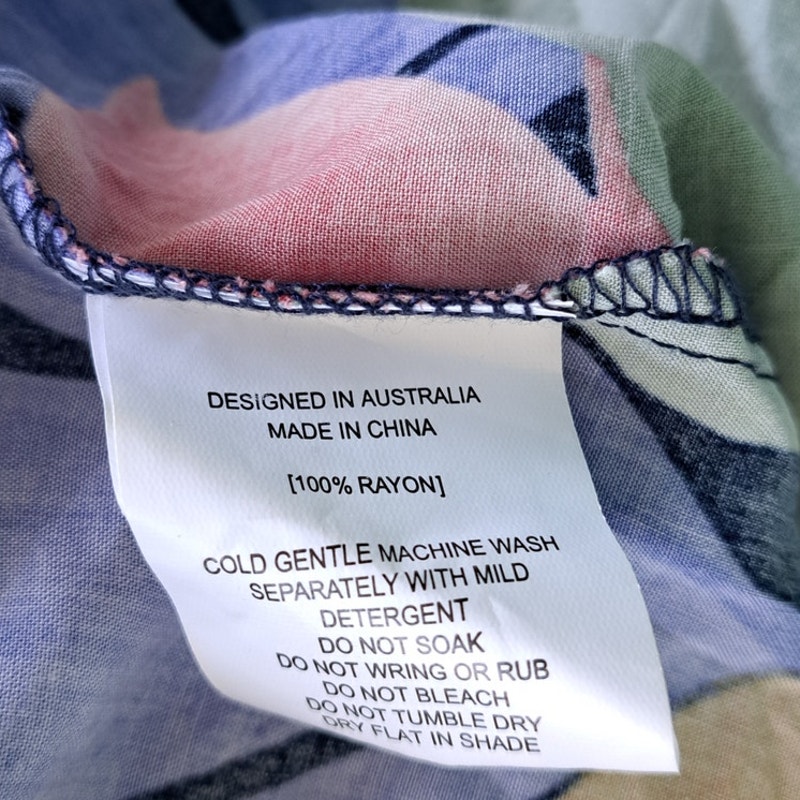 DESIGNED IN AUSTRALIA
MADE IN CHINA
[100% RAYON]
COLD GENTLE MACHINE WASH
SEPARATELY WITH MILD
DETERGENT
DO NOT SOAK
DO NOT WRING OR RUB
DO NOT BLEACH
DO NOT TUMBLE DRY
DRY FLAT IN SHADE